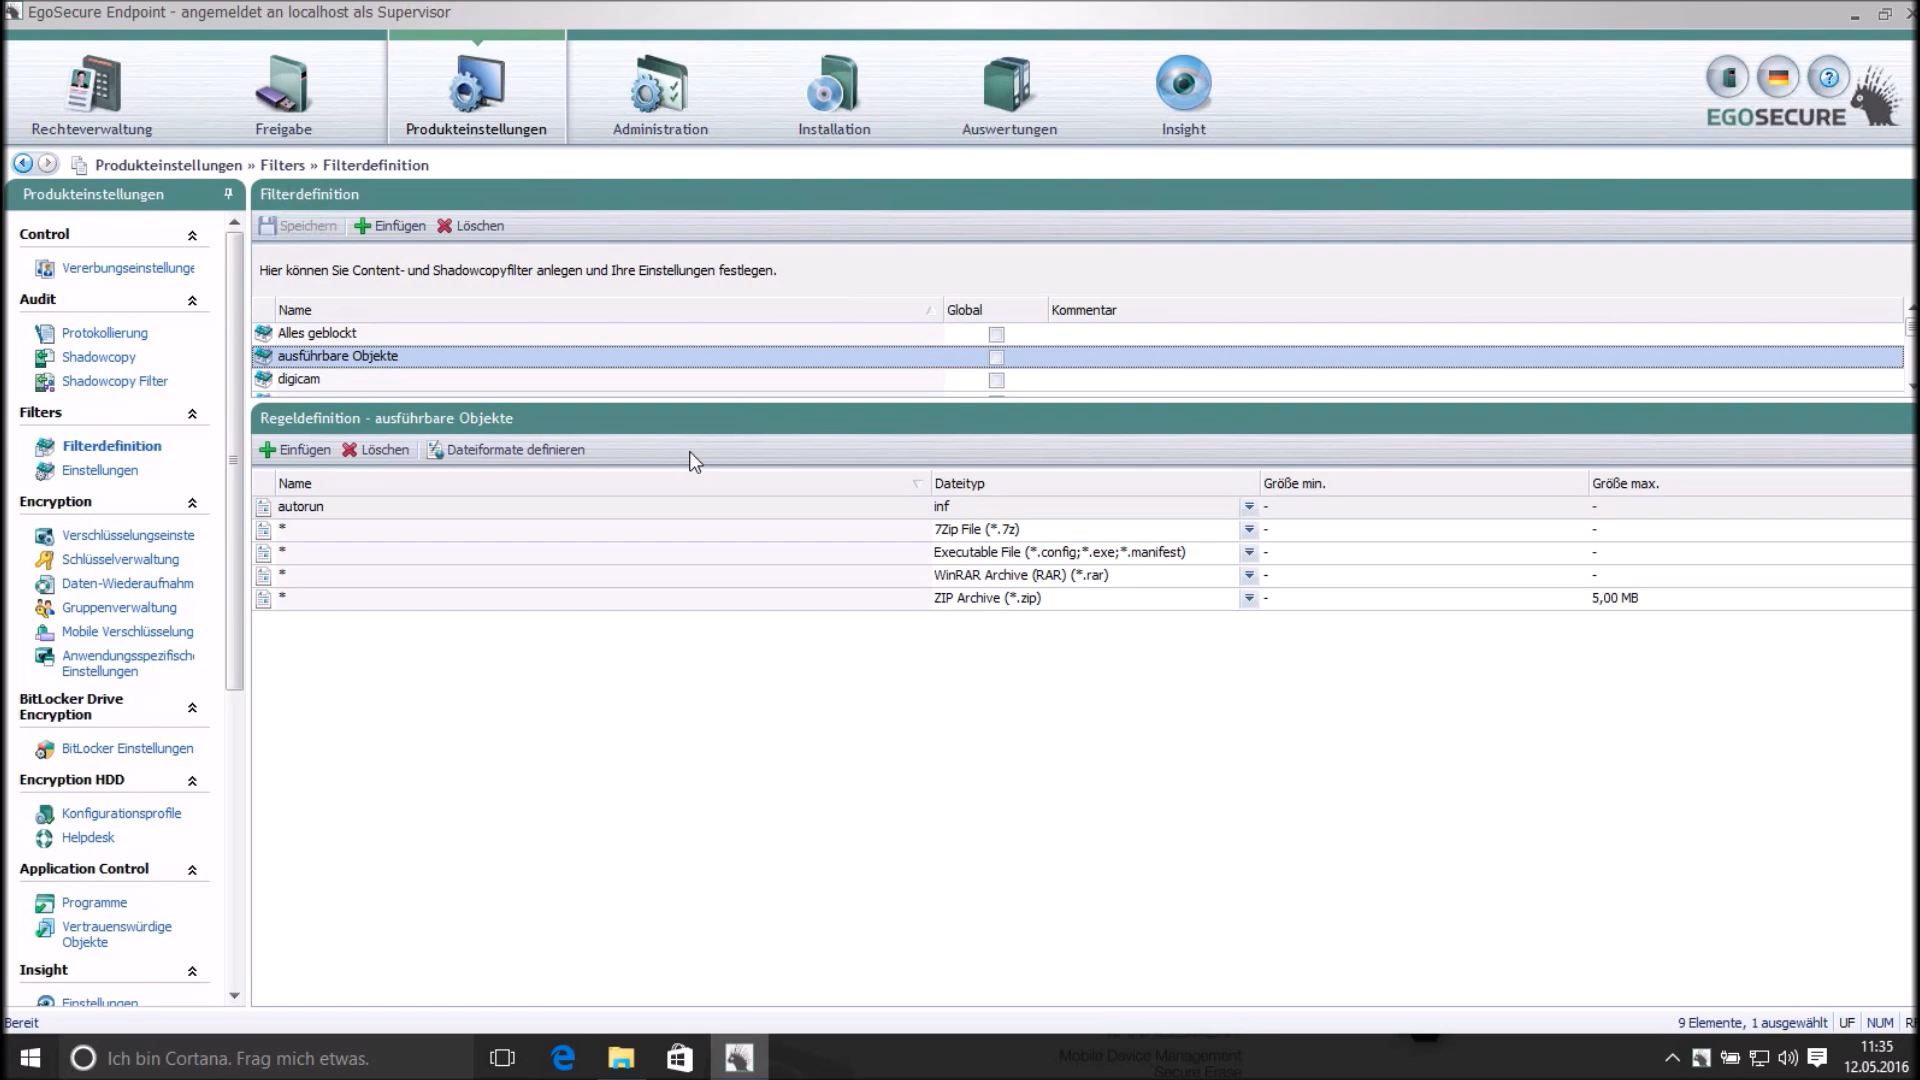 EgoSecure Endpoint - angemeldet an localhost als Supervisor
Rechteverwaltung
Freigabe
Produkteinstellungen
Administration
Installation
Auswertungen
Insight
EGOSECURE
Produkteinstellungen » Filters » Filterdefinition
Produkteinstellungen
Control
Vererbungseinstellunge
Audit
Protokollierung
Shadowcopy
Shadowcopy Filter
Filters
Filterdefinition
Einstellungen
Encryption
Verschlüsselungseinste
Schlüsselverwaltung
Daten-Wiederaufnahm
Gruppenverwaltung
Mobile Verschlüsselung
Anwendungsspezifisch
Einstellungen
BitLocker Drive
Encryption
BitLocker Einstellungen
Encryption HDD
Konfigurationsprofile
Helpdesk
Application Control
Programme
Vertrauenswürdige
Objekte
Insight
Einstellungen
Filterdefinition
Speichern Einfügen Löschen
Hier können Sie Content- und Shadowcopyfilter anlegen und Ihre Einstellungen festlegen.
Name Global Kommentar
Alles geblockt
ausführbare Objekte
digicam
Regeldefinition - ausführbare Objekte
Einfügen Löschen Dateiformate definieren
Name Dateityp Größe min. Größe max.
autorun inf - -
* 7Zip File (*.7z) - -
* Executable File (*.config;*.exe;*.manifest) - -
* WinRAR Archive (RAR) (*.rar) - -
* ZIP Archive (*.zip) - 5,00 MB
Bereit
9 Elemente, 1 ausgewählt UF NUM
Ich bin Cortana. Frag mich etwas.
Mobile Device Management
Secure Erase
11:35
12.05.2016